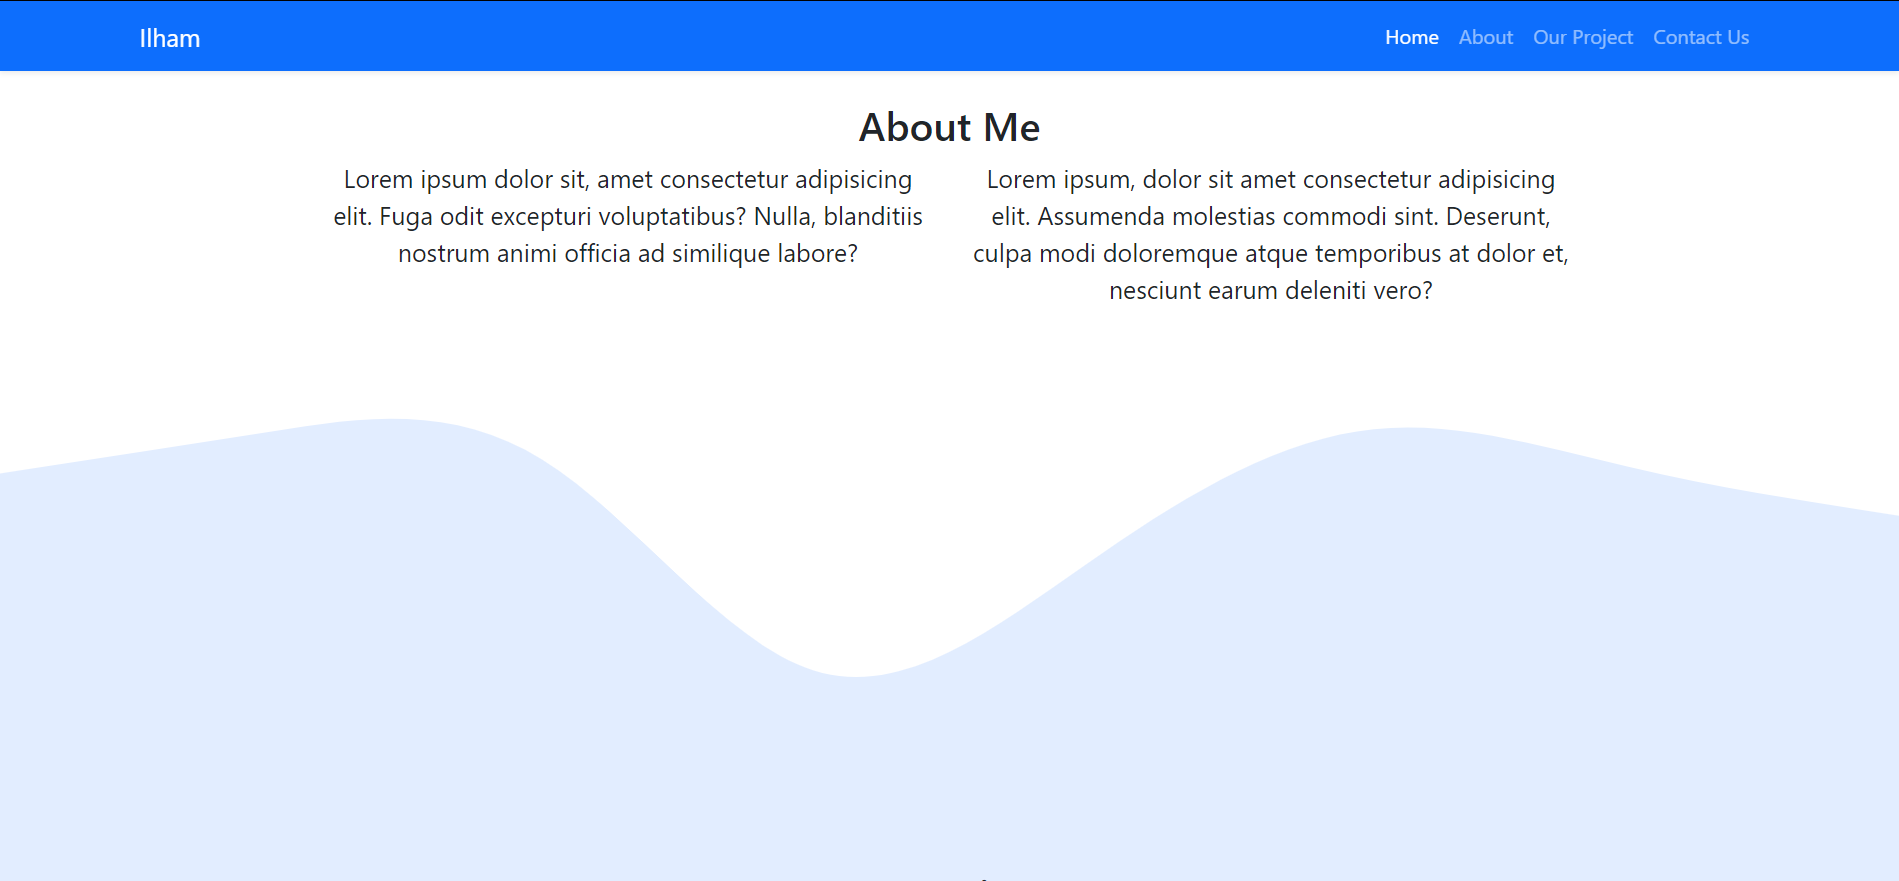 Ilham
Home About Our Project Contact Us
About Me
Lorem ipsum dolor sit, amet consectetur adipisicing
elit. Fuga odit excepturi voluptatibus? Nulla, blanditiis
nostrum animi officia ad similique labore?
Lorem ipsum, dolor sit amet consectetur adipisicing
elit. Assumenda molestias commodi sint. Deserunt,
culpa modi doloremque atque temporibus at dolor et,
nesciunt earum deleniti vero?